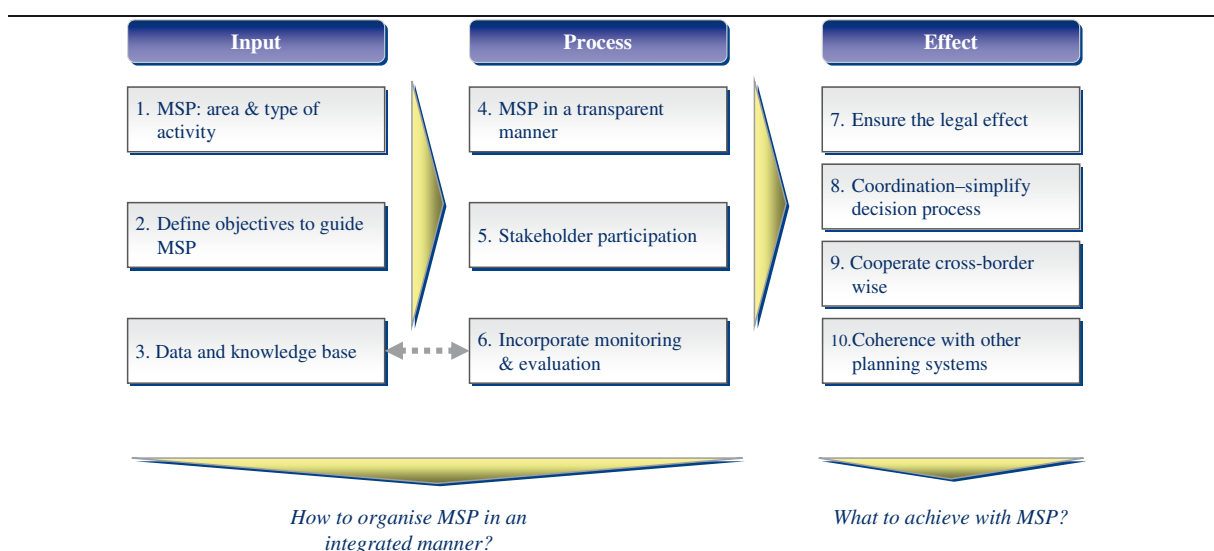 Input
1. MSP: area & type of
activity
2. Define objectives to guide
MSP
3. Data and knowledge base
Process
4. MSP in a transparent
manner
5. Stakeholder participation
6. Incorporate monitoring
& evaluation
Effect
7. Ensure the legal effect
8. Coordination–simplify
decision process
9. Cooperate cross-border
wise
10.Coherence with other
planning systems
How to organise MSP in an
integrated manner?
What to achieve with MSP?